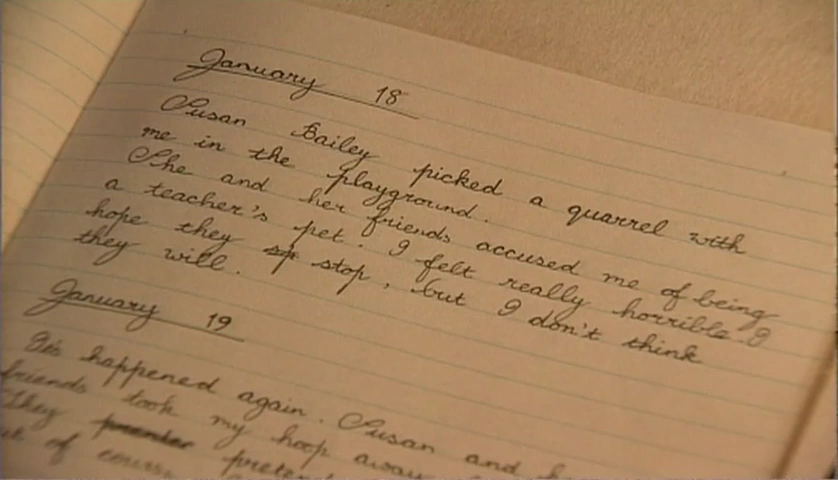 January 18
Susan Bailey picked a quarrel with
me in the playground.
She and her friends accused me of being
a teacher's pet. I felt really horrible. I
hope they sp stop, but I don't think
they will.
January 19
It's happened again. Susan and
friends took my hoop away
They pretend
of